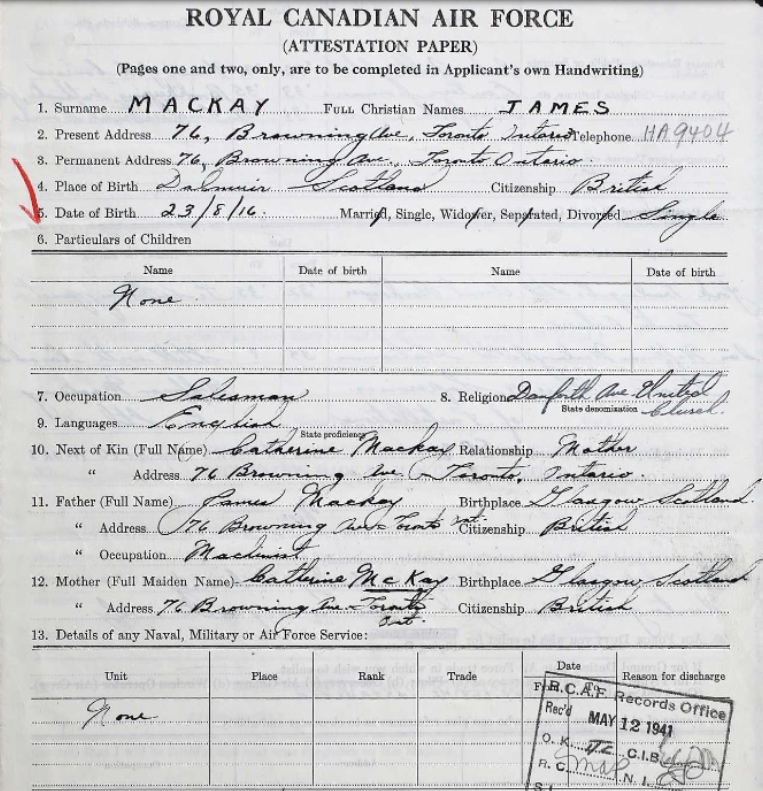 ROYAL CANADIAN AIR FORCE
(ATTESTATION PAPER)
(Pages one and two, only, are to be completed in Applicant's own Handwriting)
1. Surname MACKAY FULL Christian Names JAMES
2. Present Address 76, Browning Ave, Toronto Ontario Telephone HA9404
3. Permanent Address 76, Browning Ave., Toronto Ontario.
4. Place of Birth Dalmuir Scotland Citizenship British
5. Date of Birth 23/8/16. Married, Single, Widower, Separated, Divorced. Single
6. Particulars of Children
Name Date of birth Name Date of birth
None
7. Occupation Salesman 8. Religion Danforth Ave. United
State denomination Church.
9. Languages English
State proficiency
10. Next of Kin (Full Name) Catherine Mackay Relationship Mother
" Address 76 Browning Ave Toronto, Ontario
11. Father (Full Name) James Mackay Birthplace Glasgow Scotland.
" Address 76 Browning Ave Toronto Ont. Citizenship British
" Occupation Machinist
12. Mother (Full Maiden Name) Catherine McKay Birthplace Glasgow Scotland
" Address 76 Browning Ave. Toronto Citizenship British
Ont.
13. Details of any Naval, Military or Air Force Service:
Unit Place Rank Trade Date Reason for discharge
From
R.C.A.F. Records Office
None
Rec'd MAY 12 1941
O. K. C.I.B.
R. C. N. I.
S.I.